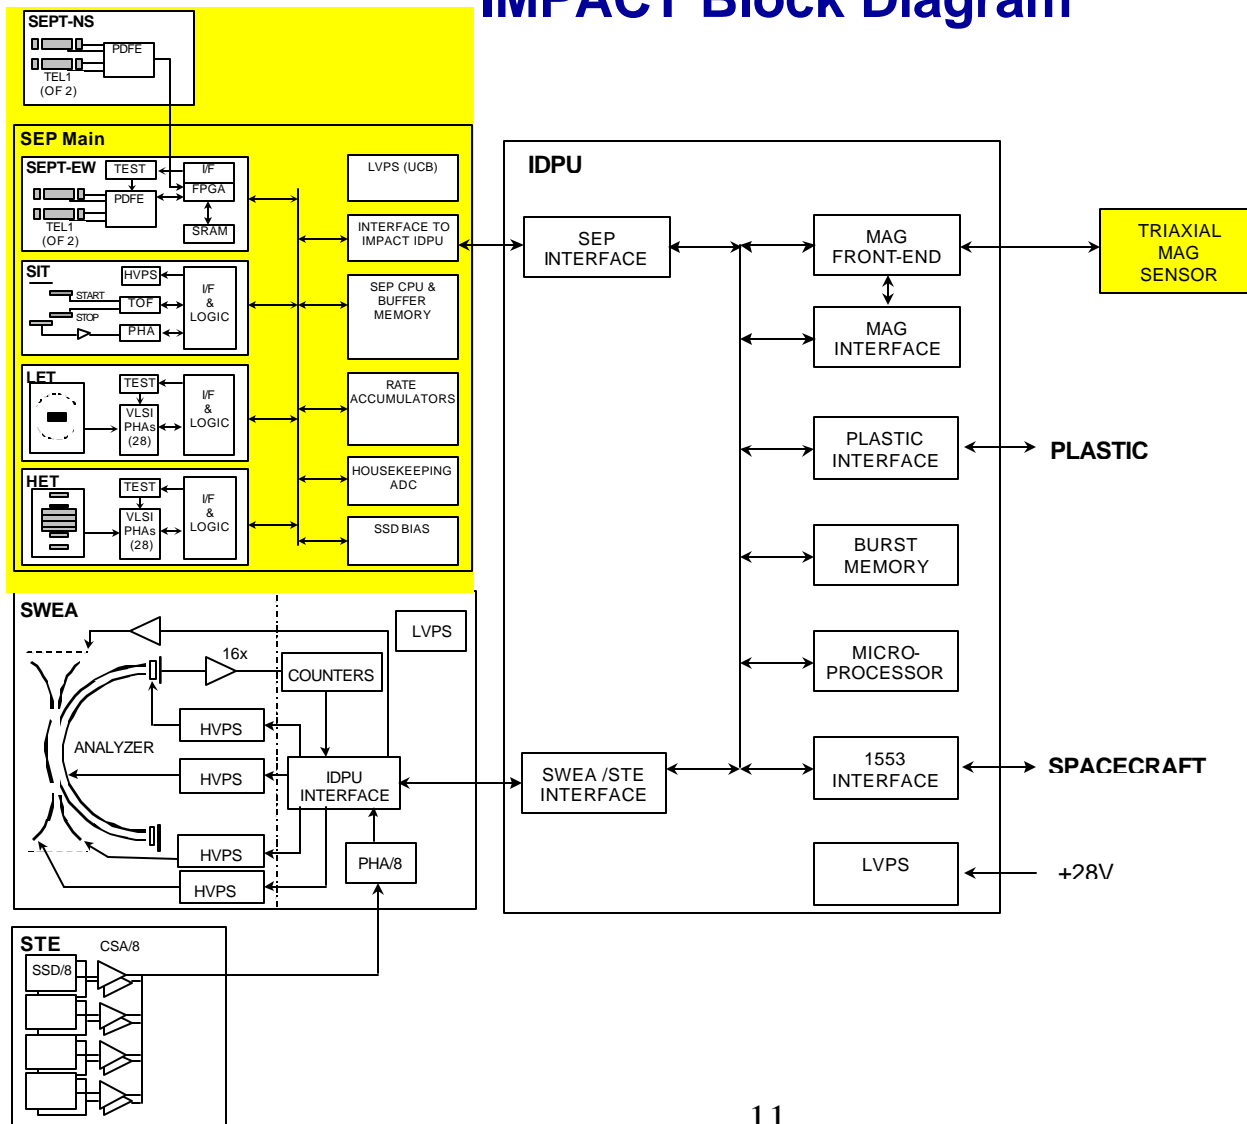 IMPACT Block Diagram
SEPT-NS
PDFE
TEL1
(OF 2)
SEP Main
SEPT-EW
TEST
I/F
FPGA
PDFE
SRAM
TEL1
(OF 2)
SIT
HVPS
START
TOF
STOP
PHA
I/F
&
LOGIC
LET
TEST
VLSI
PHAs
(28)
I/F
&
LOGIC
HET
TEST
VLSI
PHAs
(28)
I/F
&
LOGIC
LVPS (UCB)
INTERFACE TO
IMPACT IDPU
SEP CPU &
BUFFER
MEMORY
RATE
ACCUMULATORS
HOUSEKEEPING
ADC
SSD BIAS
IDPU
SEP
INTERFACE
MAG
FRONT-END
MAG
INTERFACE
PLASTIC
INTERFACE
BURST
MEMORY
MICRO-
PROCESSOR
1553
INTERFACE
LVPS
SWEA /STE
INTERFACE
TRIAXIAL
MAG
SENSOR
PLASTIC
SPACECRAFT
+28V
SWEA
LVPS
16x
COUNTERS
HVPS
ANALYZER
HVPS
IDPU
INTERFACE
HVPS
HVPS
PHA/8
STE
CSA/8
SSD/8
11